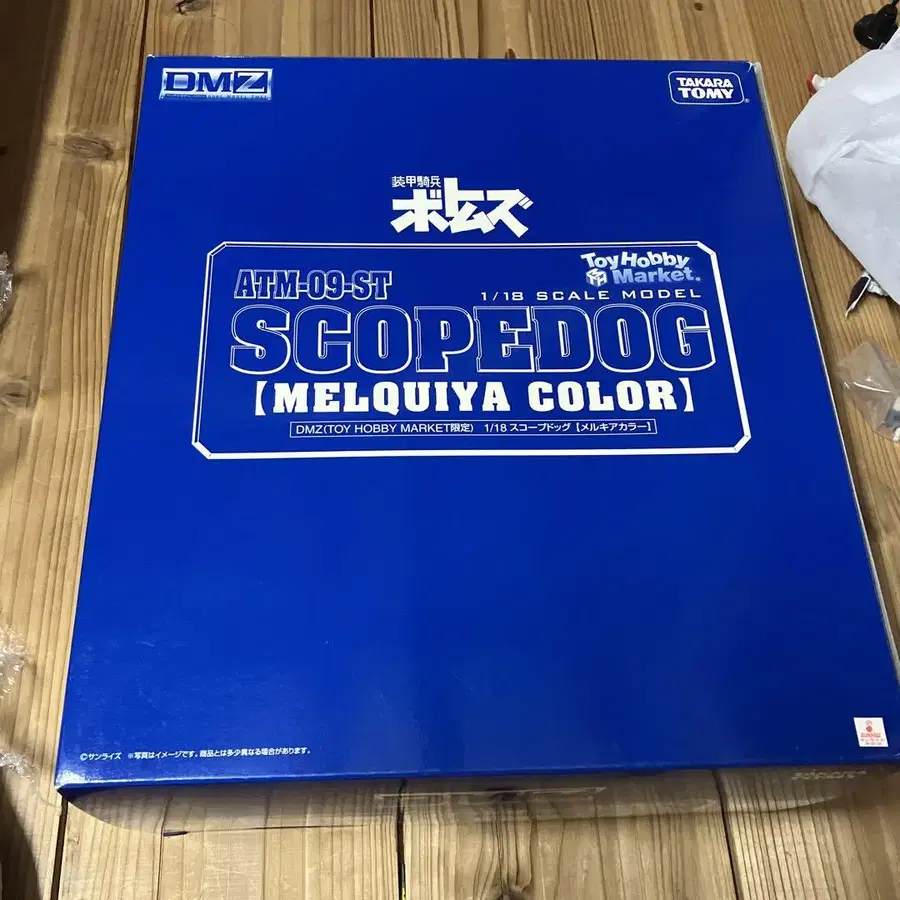 DMZ
TAKARA
TOMY
装甲騎兵
ボトムズ
Toy Hobby
Market.
ATM-09-ST
1/18 SCALE MODEL
SCOPEDOG
【MELQUIYA COLOR】
DMZ(TOY HOBBY MARKET限定) 1/18 スコープドッグ【メルキアカラー】
©サンライズ ※写真はイメージです。商品とは多少異なる場合があります。